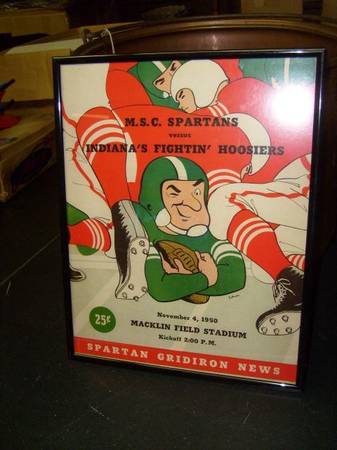 M.S.C. SPARTANS
VERSUS
INDIANA'S FIGHTIN' HOOSIERS
25¢
November 4, 1950
MACKLIN FIELD STADIUM
Kickoff 2:00 P.M.
SPARTAN GRIDIRON NEWS